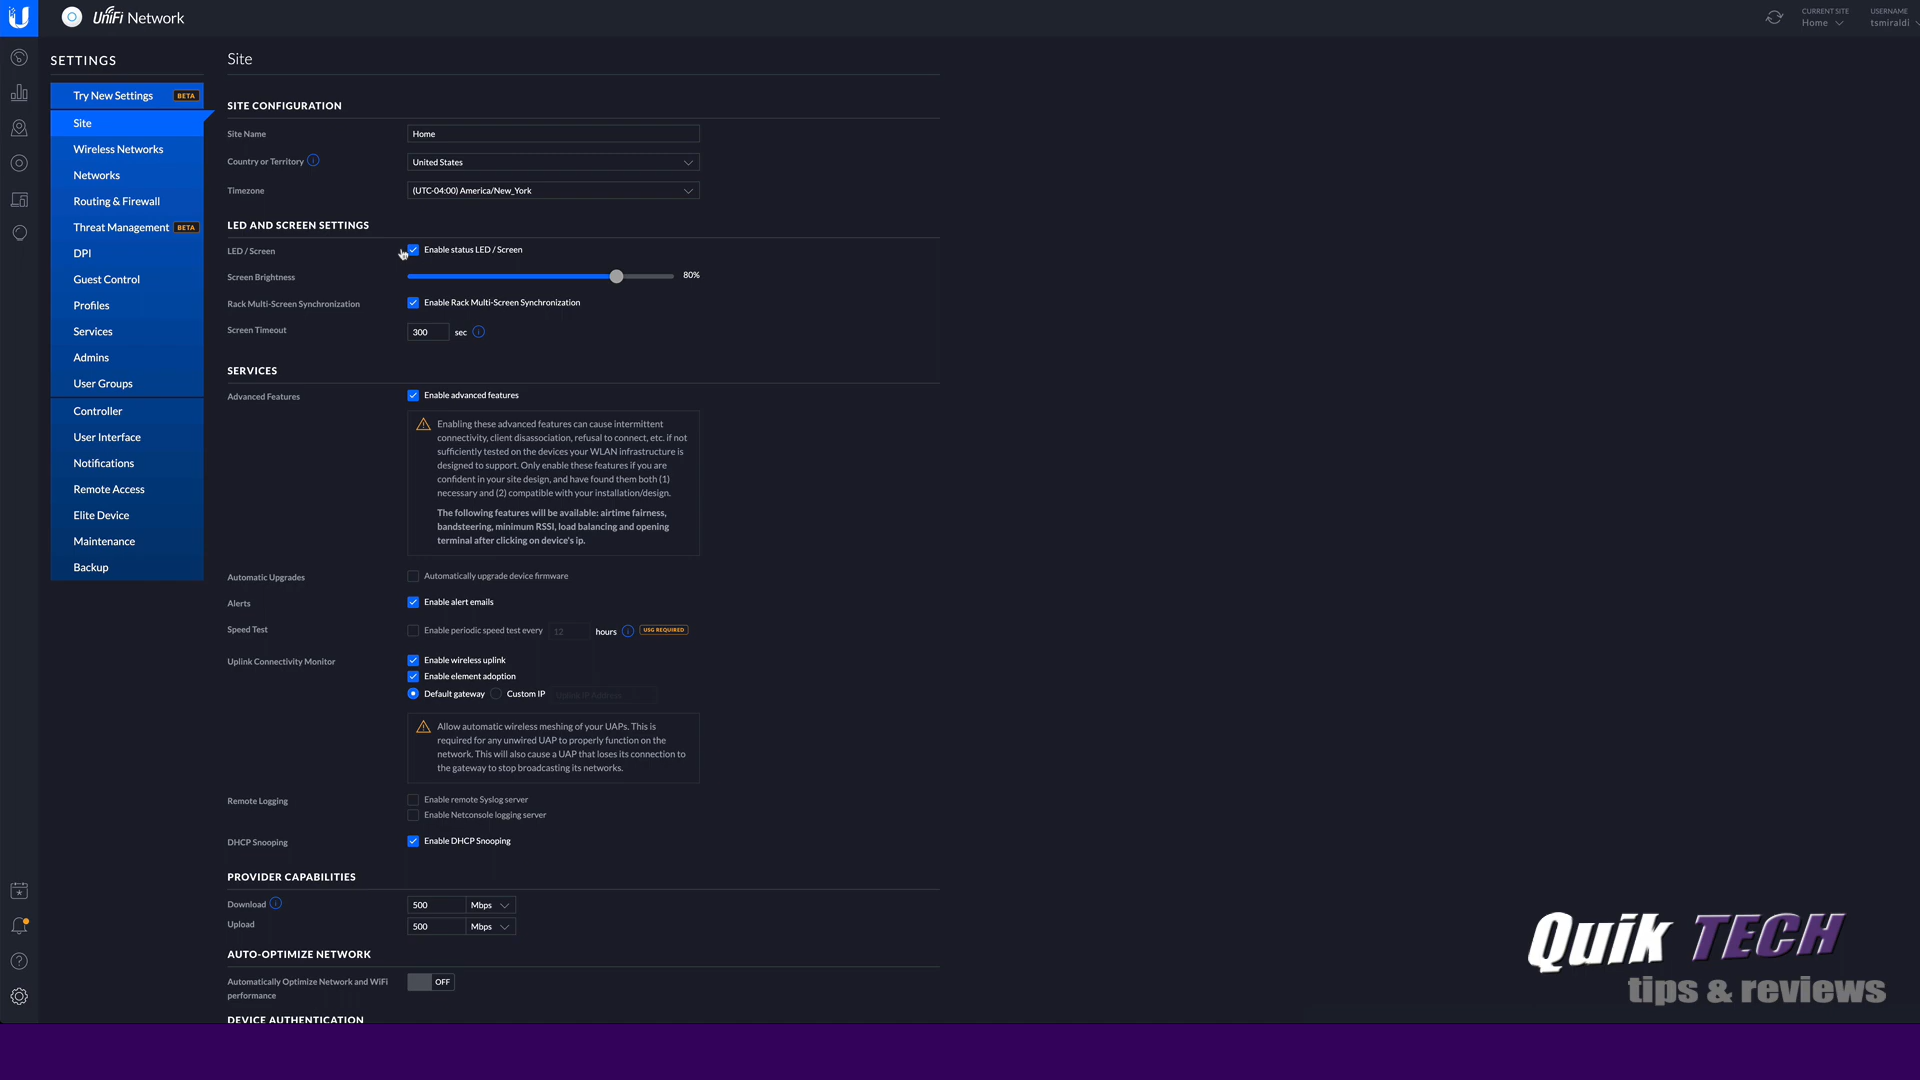 UniFi Network
CURRENT SITE
Home
USERNAME
tsmiraldi
SETTINGS
Try New Settings BETA
Site
Wireless Networks
Networks
Routing & Firewall
Threat Management BETA
DPI
Guest Control
Profiles
Services
Admins
User Groups
Controller
User Interface
Notifications
Remote Access
Elite Device
Maintenance
Backup
Site
SITE CONFIGURATION
Site Name Home
Country or Territory United States
Timezone (UTC-04:00) America/New_York
LED AND SCREEN SETTINGS
LED / Screen Enable status LED / Screen
Screen Brightness 80%
Rack Multi-Screen Synchronization Enable Rack Multi-Screen Synchronization
Screen Timeout 300 sec
SERVICES
Advanced Features Enable advanced features
Enabling these advanced features can cause intermittent
connectivity, client disassociation, refusal to connect, etc. if not
sufficiently tested on the devices your WLAN infrastructure is
designed to support. Only enable these features if you are
confident in your site design, and have found them both (1)
necessary and (2) compatible with your installation/design.
The following features will be available: airtime fairness,
bandsteering, minimum RSSI, load balancing and opening
terminal after clicking on device's ip.
Automatic Upgrades Automatically upgrade device firmware
Alerts Enable alert emails
Speed Test Enable periodic speed test every 12 hours USG REQUIRED
Uplink Connectivity Monitor Enable wireless uplink
Enable element adoption
Default gateway Custom IP
Allow automatic wireless meshing of your UAPs. This is
required for any unwired UAP to properly function on the
network. This will also cause a UAP that loses its connection to
the gateway to stop broadcasting its networks.
Remote Logging Enable remote Syslog server
Enable Netconsole logging server
DHCP Snooping Enable DHCP Snooping
PROVIDER CAPABILITIES
Download 500 Mbps
Upload 500 Mbps
AUTO-OPTIMIZE NETWORK
Automatically Optimize Network and WiFi
performance
OFF
DEVICE AUTHENTICATION
Quik TECH
tips & reviews